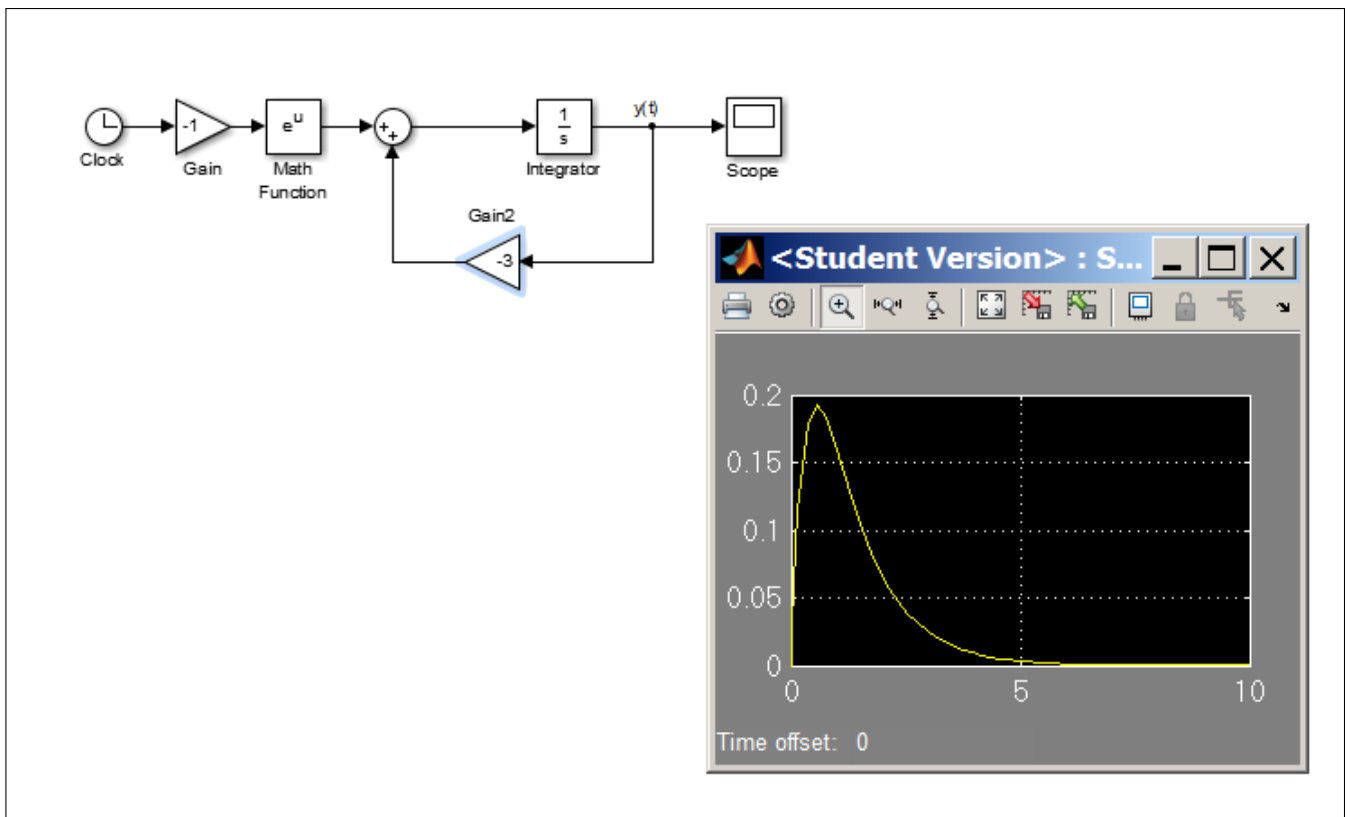 y(t)
-1
e^u
+
+
1
s
Clock
Gain
Math
Function
Integrator
Scope
Gain2
-3
<Student Version> : S...
0.2
0.15
0.1
0.05
0
0
5
10
Time offset: 0